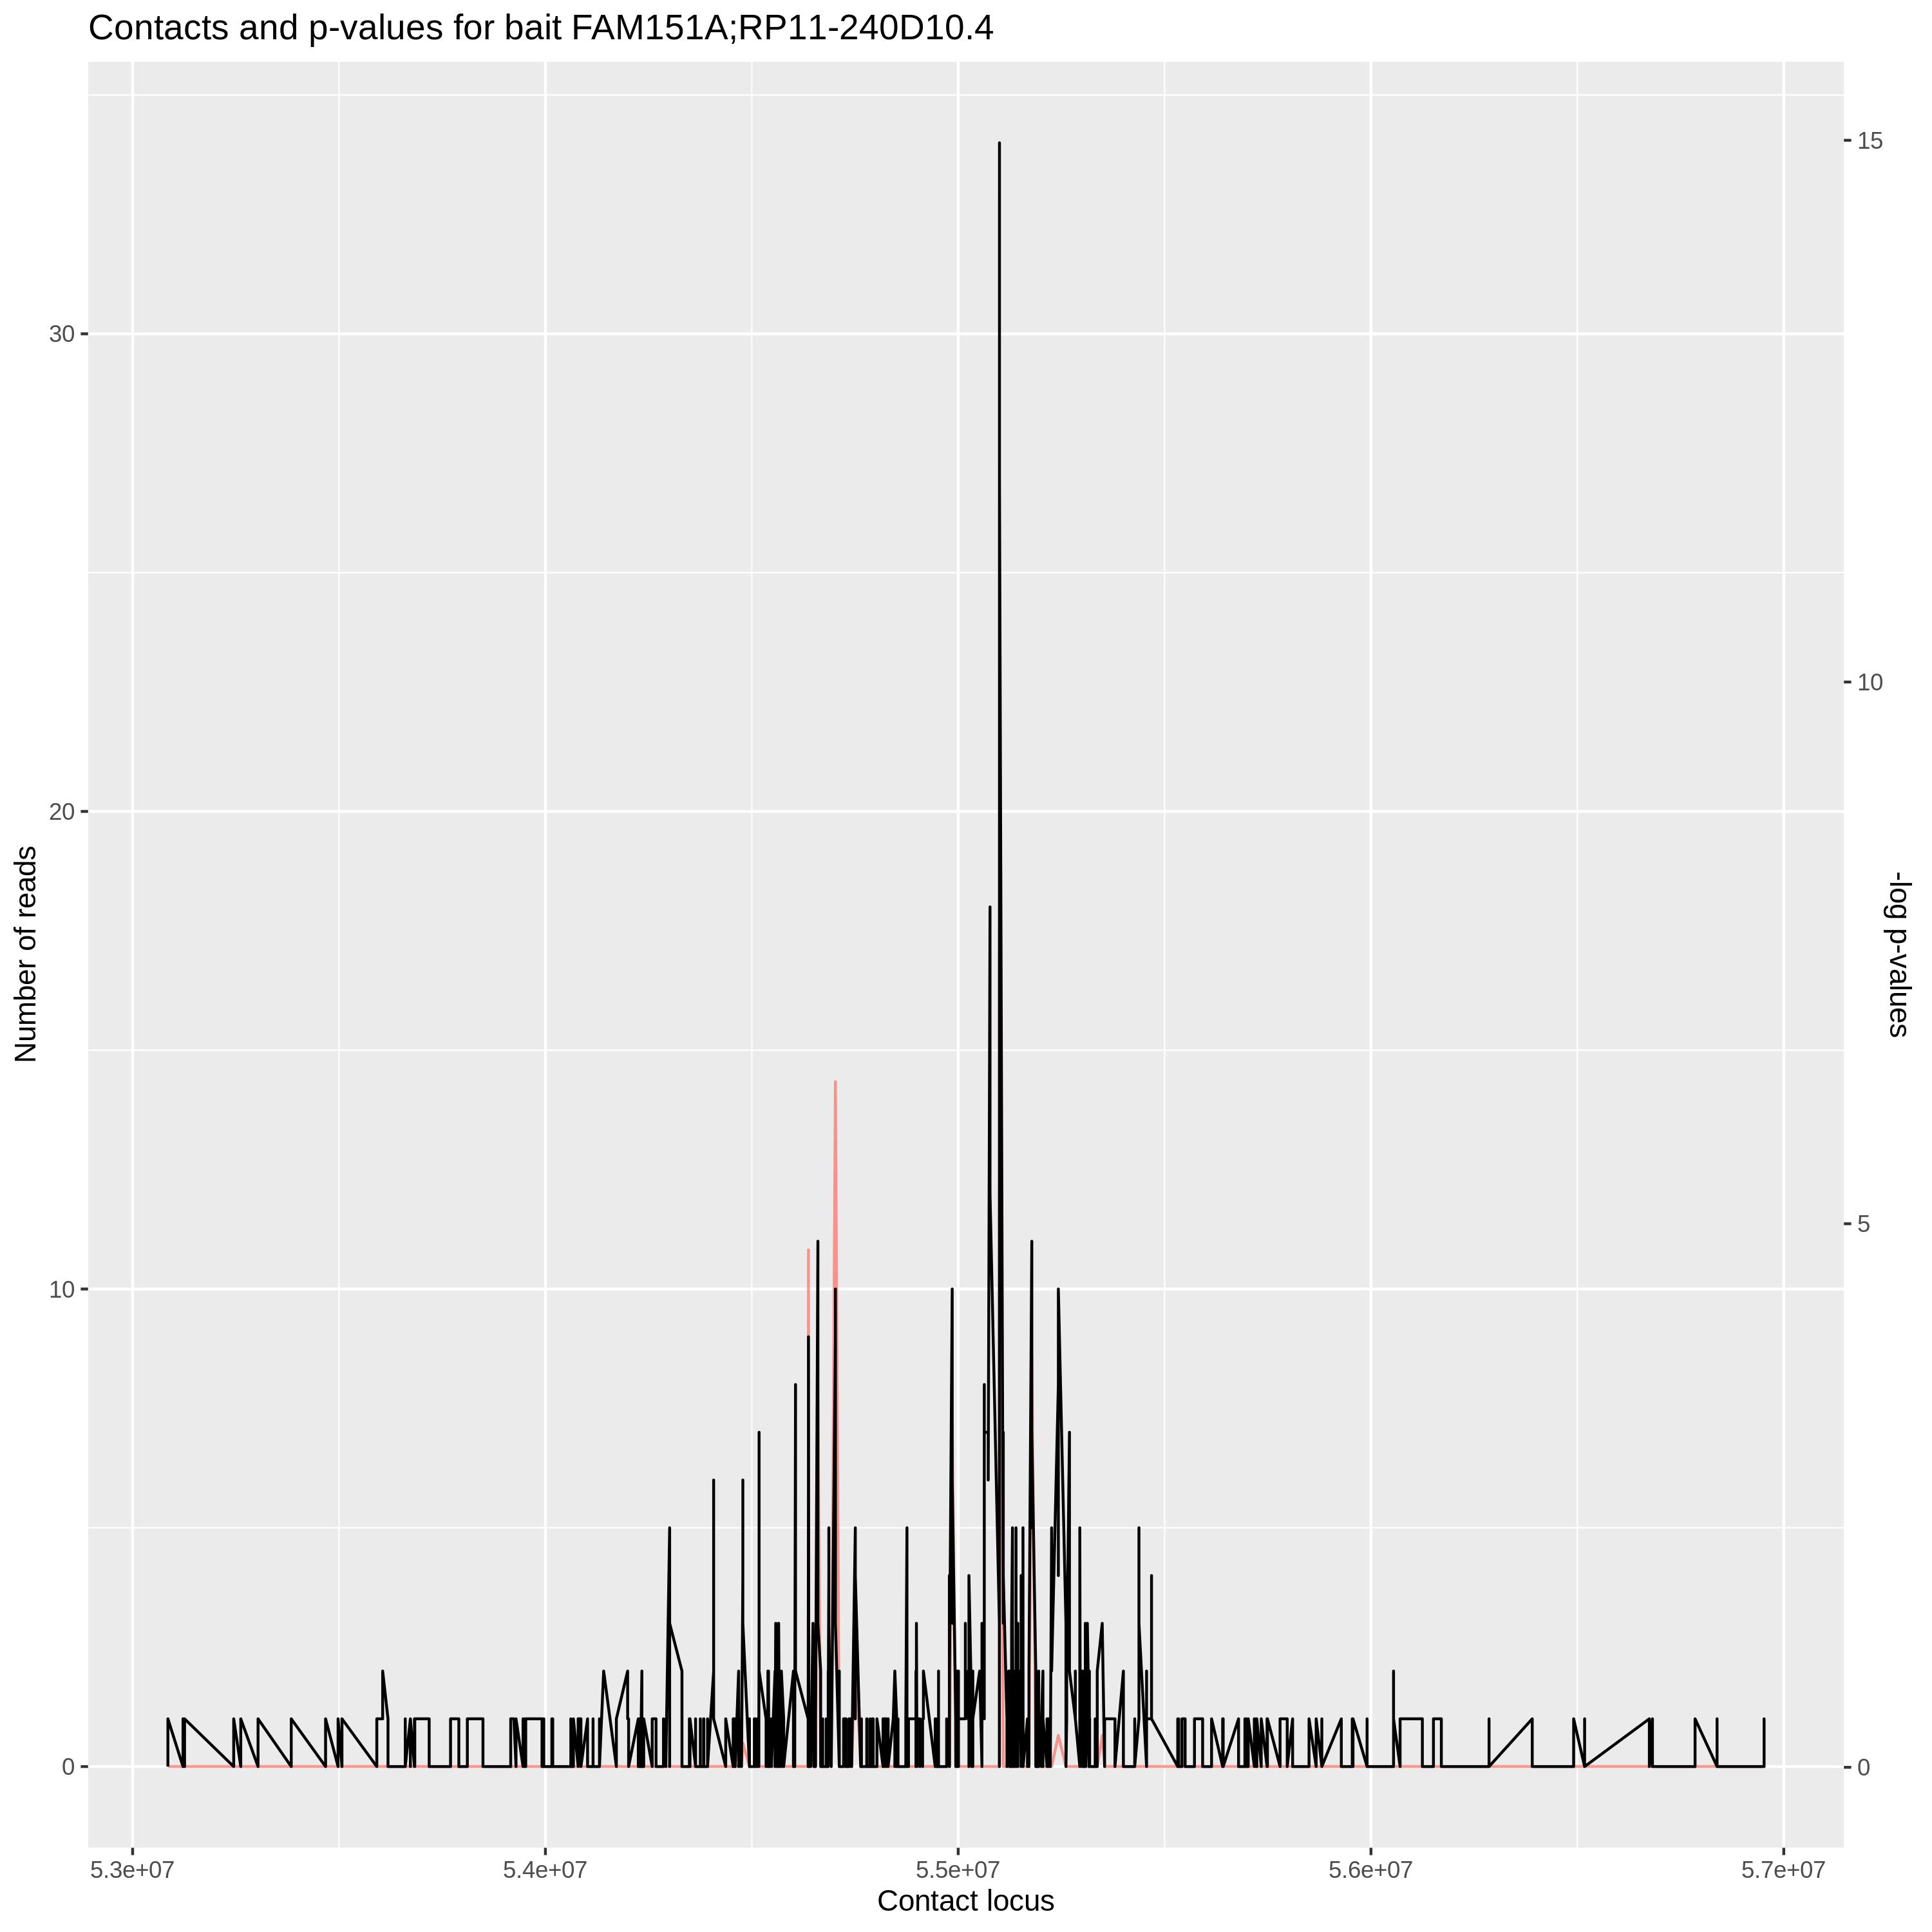 Contacts and p-values for bait FAM151A;RP11-240D10.4
Number of reads
30
20
10
0
15
10
5
0
-log p-values
5.3e+07 5.4e+07 5.5e+07 5.6e+07 5.7e+07
Contact locus